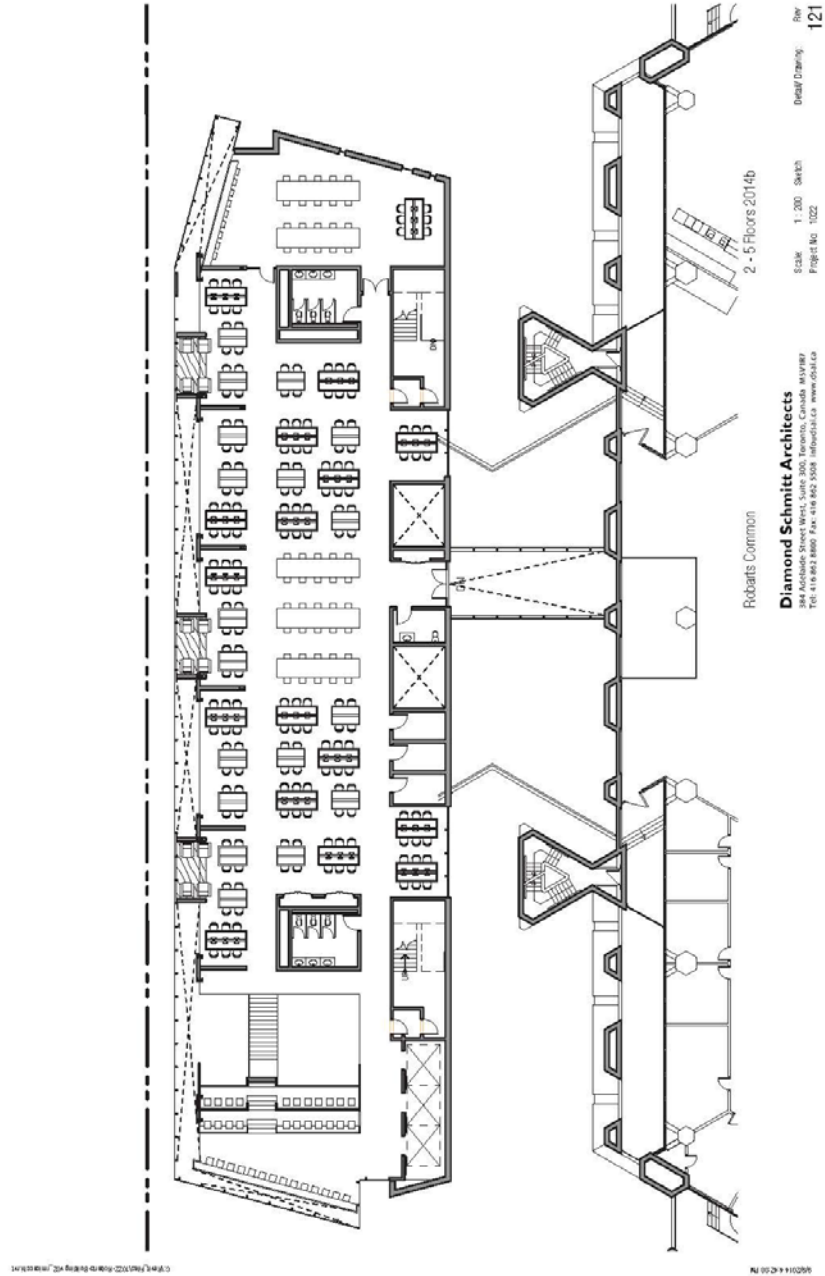 Robarts Common
2 - 5 Floors 2014b
Diamond Schmitt Architects
384 Adelaide Street West, Suite 300, Toronto, Canada M5V1R7
Tel: 416 862 8800 Fax: 416 862 5508 info@dsai.ca www.dsai.ca
Scale: 1 : 200 Sketch
Project No. 1022
Detail/ Drawing:
Rev
121
DN